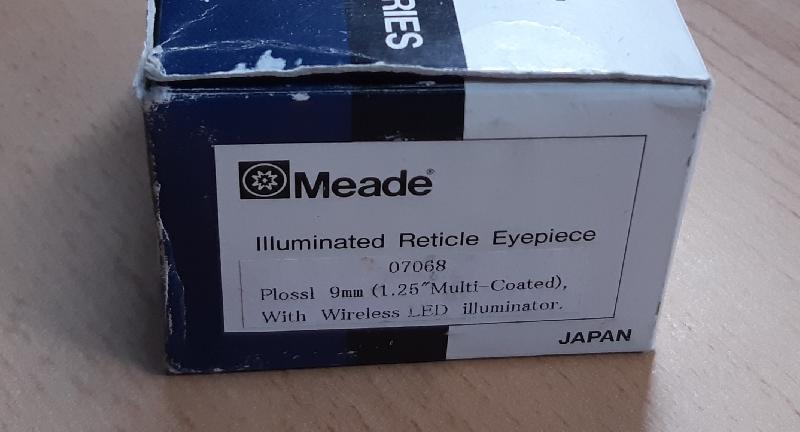 RIES
Meade®
Illuminated Reticle Eyepiece
07068
Plossl 9mm (1.25″Multi-Coated),
With Wireless LED illuminator.
JAPAN